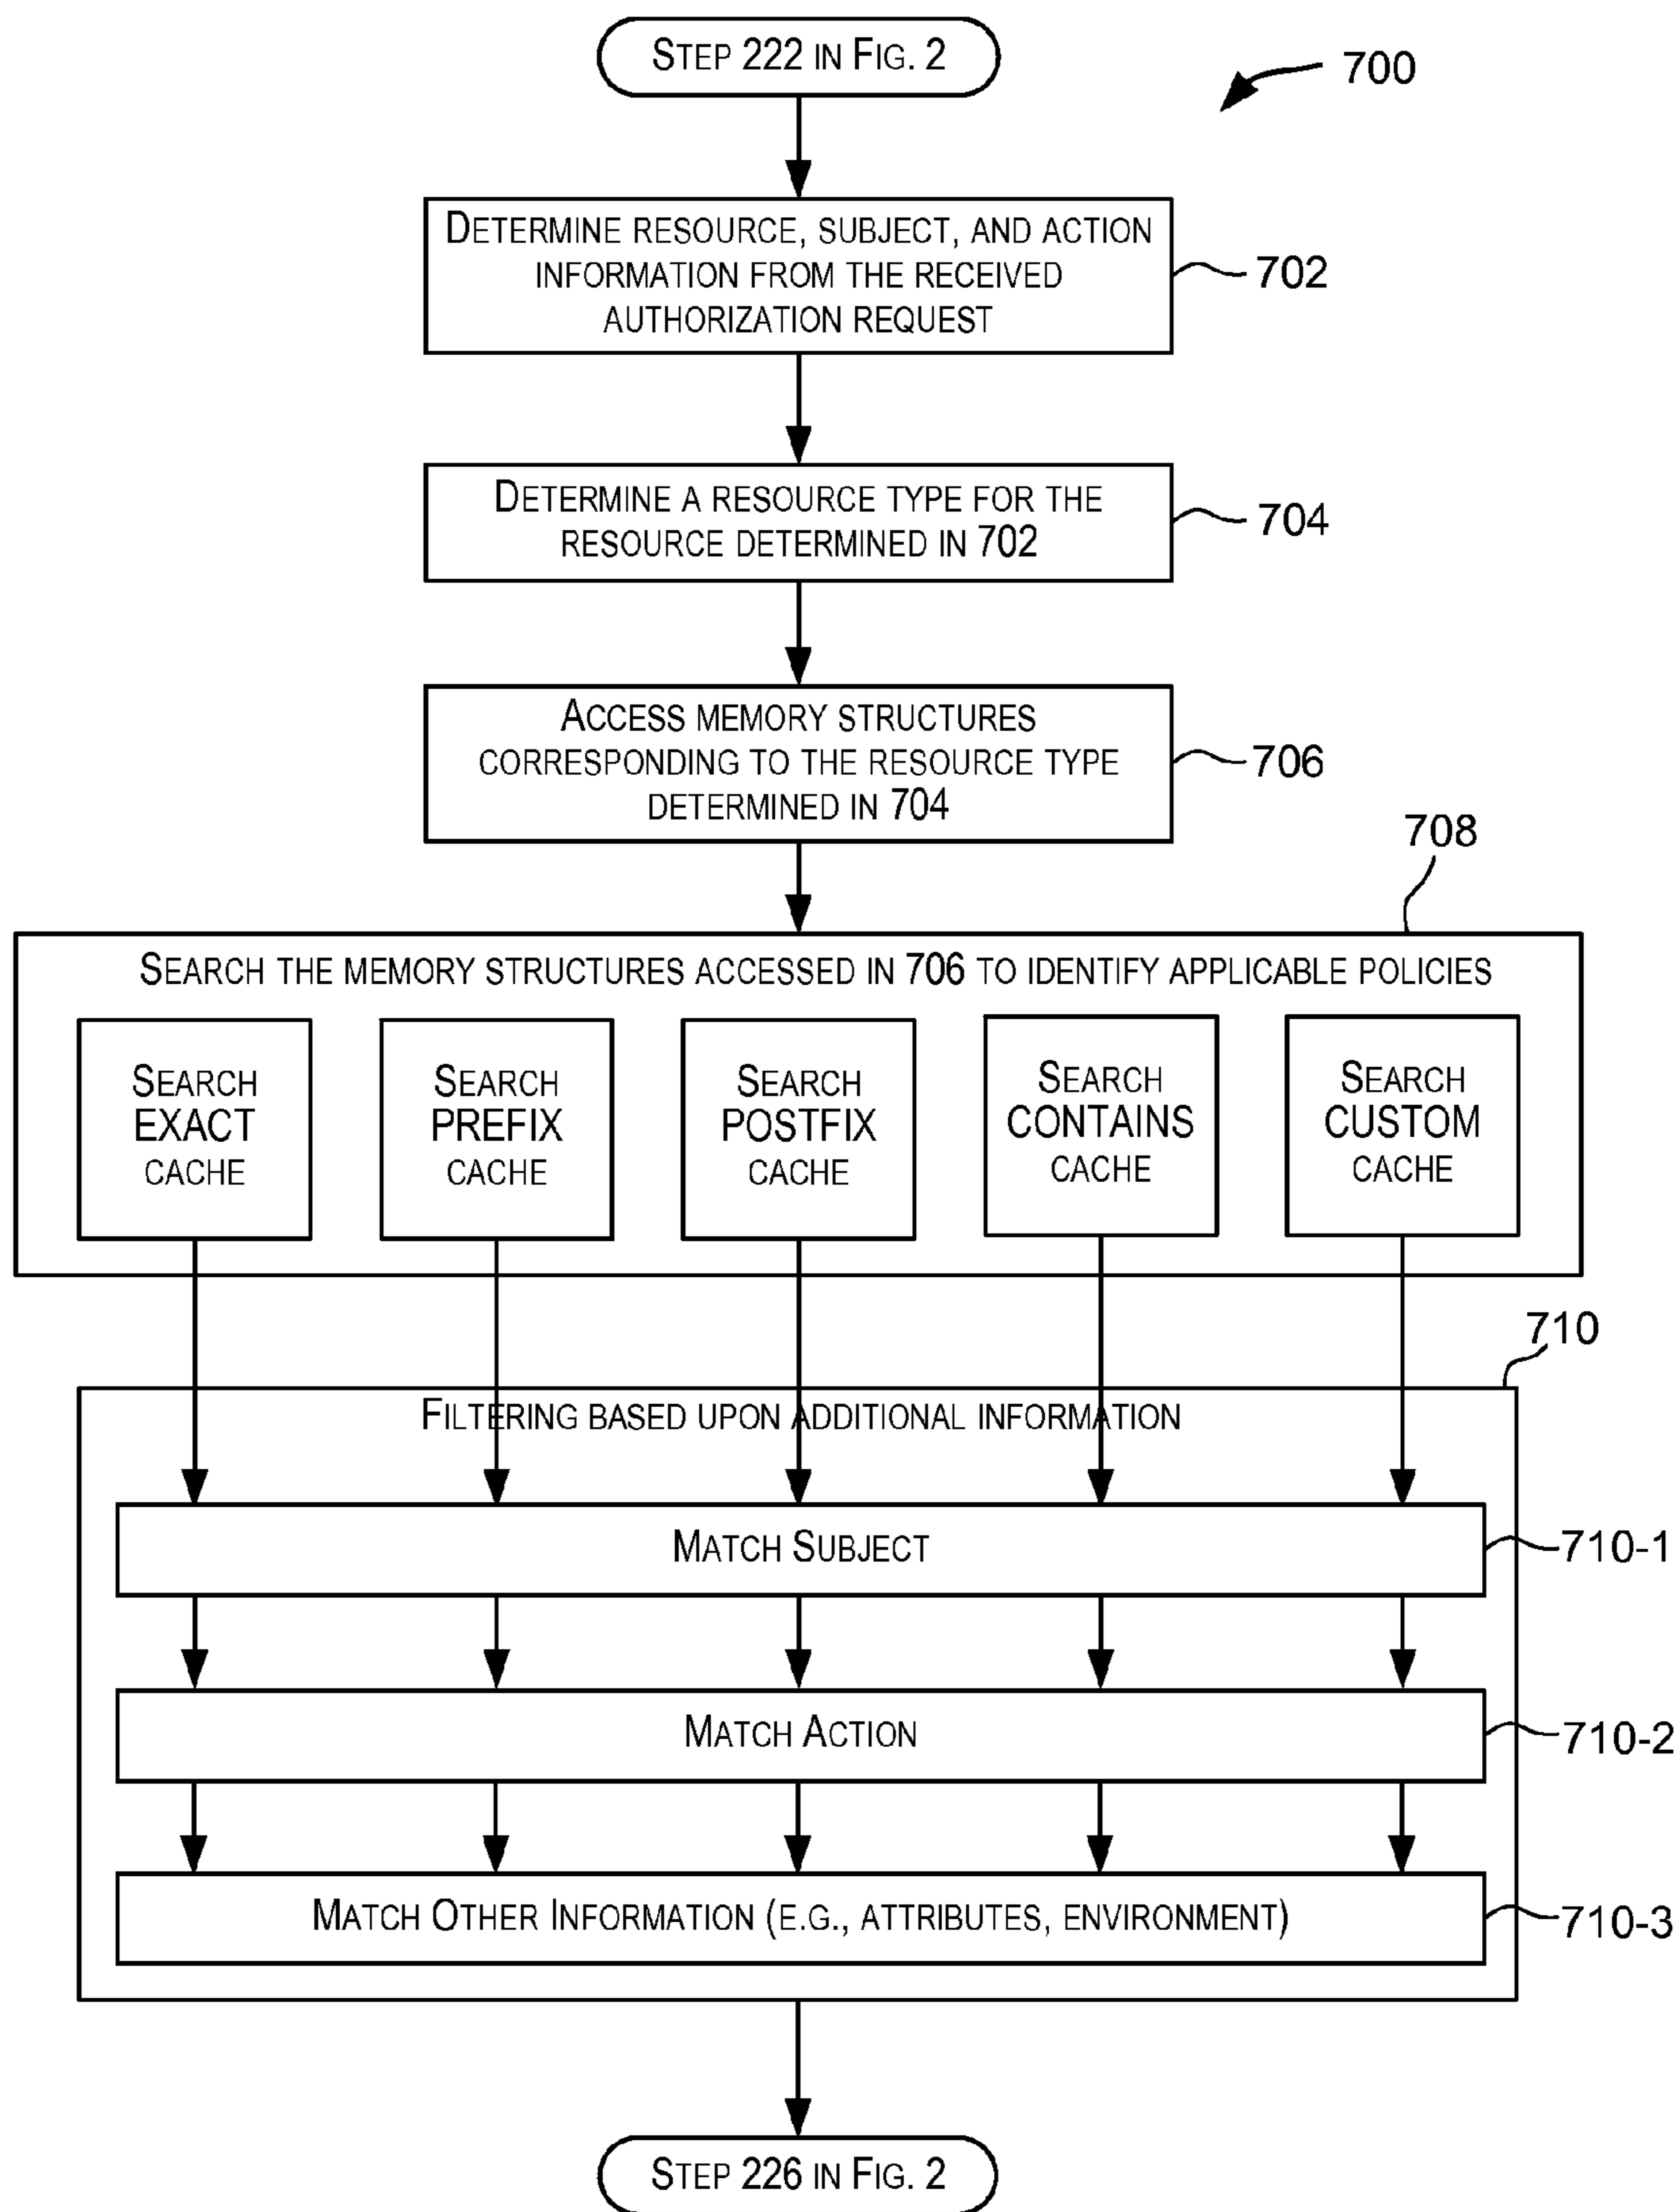 STEP 222 IN FIG. 2
700
DETERMINE RESOURCE, SUBJECT, AND ACTION
INFORMATION FROM THE RECEIVED
AUTHORIZATION REQUEST
702
DETERMINE A RESOURCE TYPE FOR THE
RESOURCE DETERMINED IN 702
704
ACCESS MEMORY STRUCTURES
CORRESPONDING TO THE RESOURCE TYPE
DETERMINED IN 704
706
708
SEARCH THE MEMORY STRUCTURES ACCESSED IN 706 TO IDENTIFY APPLICABLE POLICIES
SEARCH
EXACT
CACHE
SEARCH
PREFIX
CACHE
SEARCH
POSTFIX
CACHE
SEARCH
CONTAINS
CACHE
SEARCH
CUSTOM
CACHE
710
FILTERING BASED UPON ADDITIONAL INFORMATION
MATCH SUBJECT
710-1
MATCH ACTION
710-2
MATCH OTHER INFORMATION (E.G., ATTRIBUTES, ENVIRONMENT)
710-3
STEP 226 IN FIG. 2